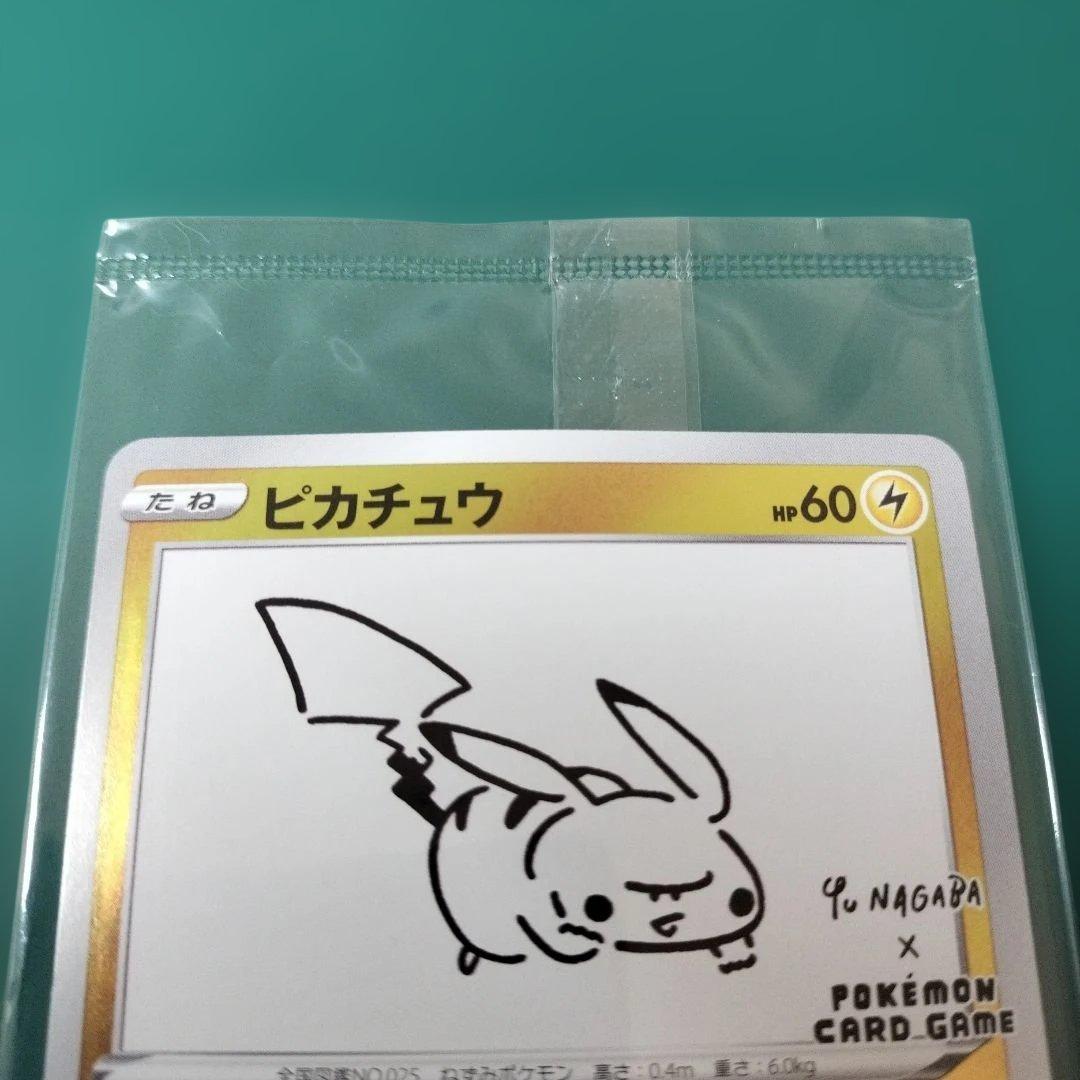 たね ピカチュウ HP60
Yu NAGABA
×
POKÉMON
CARD GAME
全国図鑑NO.025 ねずみポケモン 高さ:0.4m 重さ:6.0kg